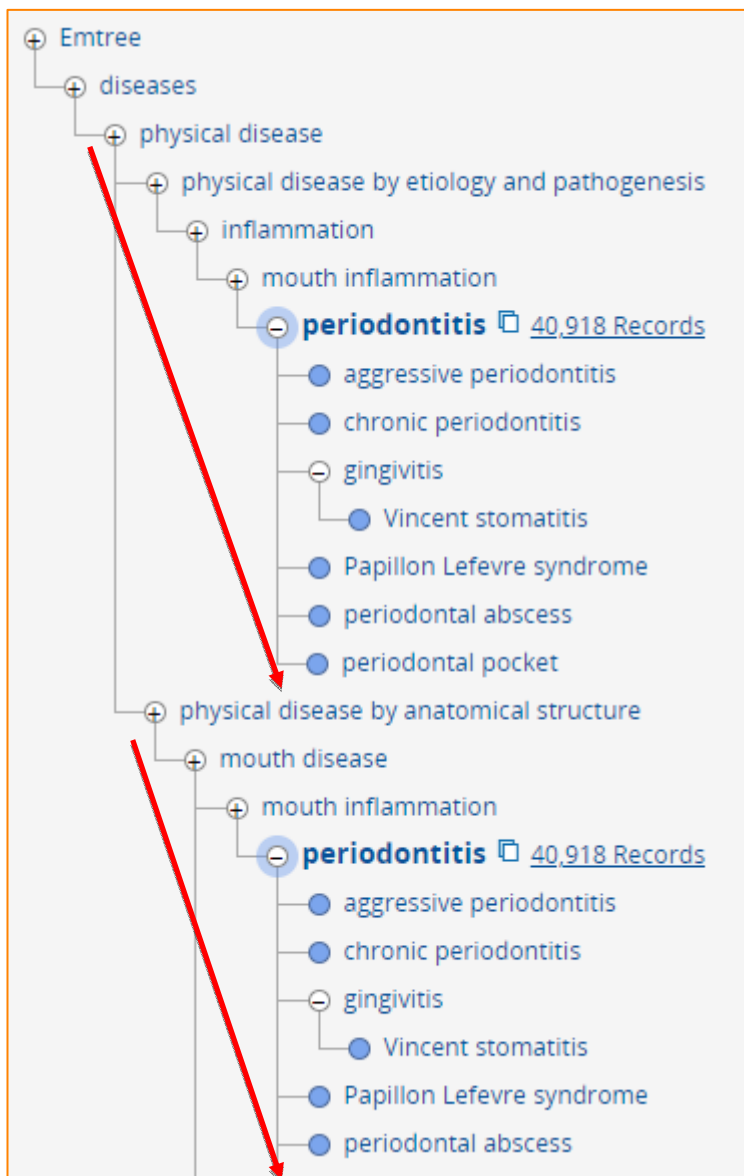 Emtree
diseases
physical disease
physical disease by etiology and pathogenesis
inflammation
mouth inflammation
periodontitis 40,918 Records
aggressive periodontitis
chronic periodontitis
gingivitis
Vincent stomatitis
Papillon Lefevre syndrome
periodontal abscess
periodontal pocket
physical disease by anatomical structure
mouth disease
mouth inflammation
periodontitis 40,918 Records
aggressive periodontitis
chronic periodontitis
gingivitis
Vincent stomatitis
Papillon Lefevre syndrome
periodontal abscess